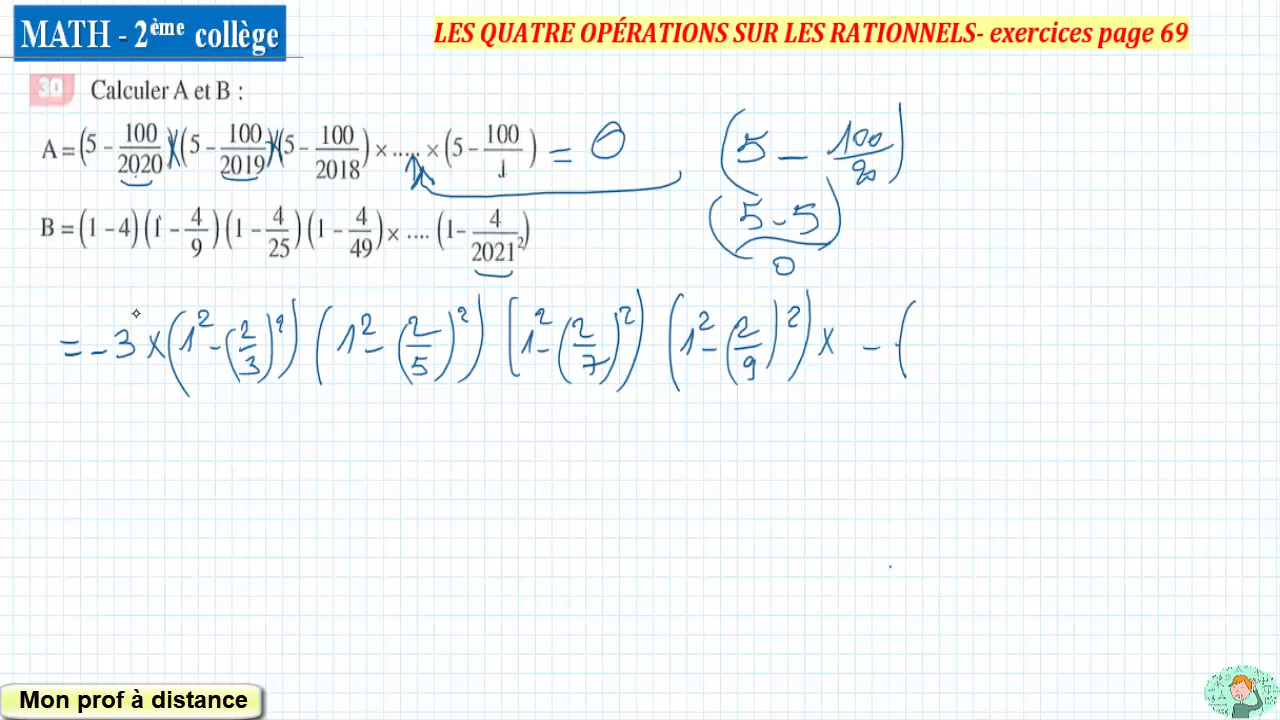 MATH - 2ème collège
LES QUATRE OPÉRATIONS SUR LES RATIONNELS- exercices page 69
30 Calculer A et B :
A = (5 - 100/2020) × (5 - 100/2019) × (5 - 100/2018) × ..... × (5 - 100/1) = 0
(5 - 100/20)
(5 - 5)
0
B = (1 - 4) (1 - 4/9) (1 - 4/25) (1 - 4/49) × .... (1 - 4/2021²)
= - 3 × (1² - (2/3)²) (1² - (2/5)²) [1² - (2/7)²) (1² - (2/9)²) × - (
Mon prof à distance